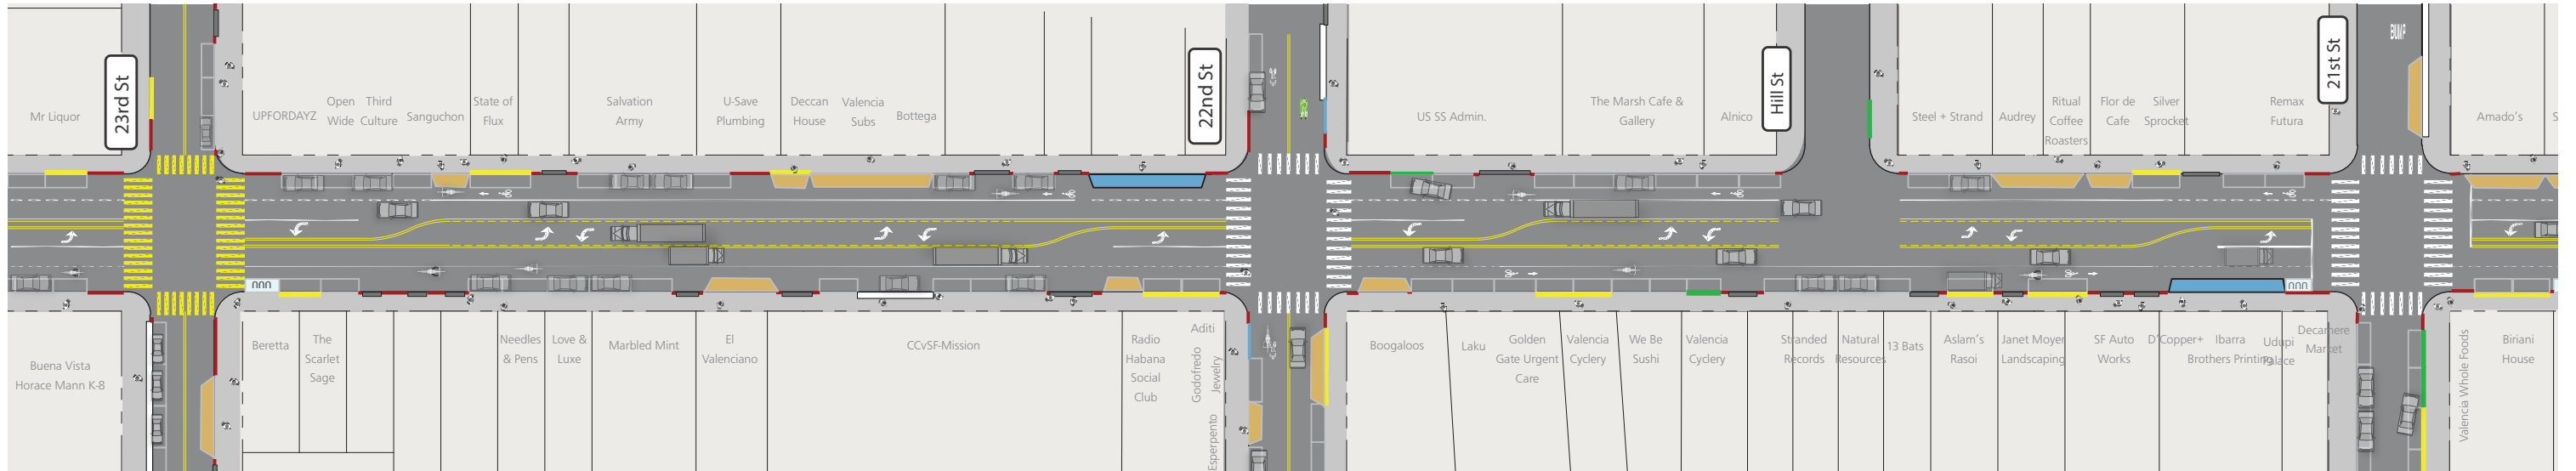 23rd St
22nd St
Hill St
21st St
BUMP
Mr Liquor
UPFORDAYZ
Open
Wide
Third
Culture
Sanguchon
State of
Flux
Salvation
Army
U-Save
Plumbing
Deccan
House
Valencia
Subs
Bottega
US SS Admin.
The Marsh Cafe &
Gallery
Alnico
Steel + Strand
Audrey
Ritual
Coffee
Roasters
Flor de
Cafe
Silver
Sprocket
Remax
Futura
Amado's
S
Buena Vista
Horace Mann K-8
Beretta
The
Scarlet
Sage
Needles
& Pens
Love &
Luxe
Marbled Mint
El
Valenciano
CCvSF-Mission
Radio
Habana
Social
Club
Aditi
Godofredo
Jewelry
Esperpento
Boogaloos
Laku
Golden
Gate Urgent
Care
Valencia
Cyclery
We Be
Sushi
Valencia
Cyclery
Stranded
Records
Natural
Resources
13 Bats
Aslam's
Rasoi
Janet Moyer
Landscaping
SF Auto
Works
D'Copper+
Ibarra
Brothers Printing
Udupi
Palace
Decamere
Market
Valencia Whole Foods
Biriani
House